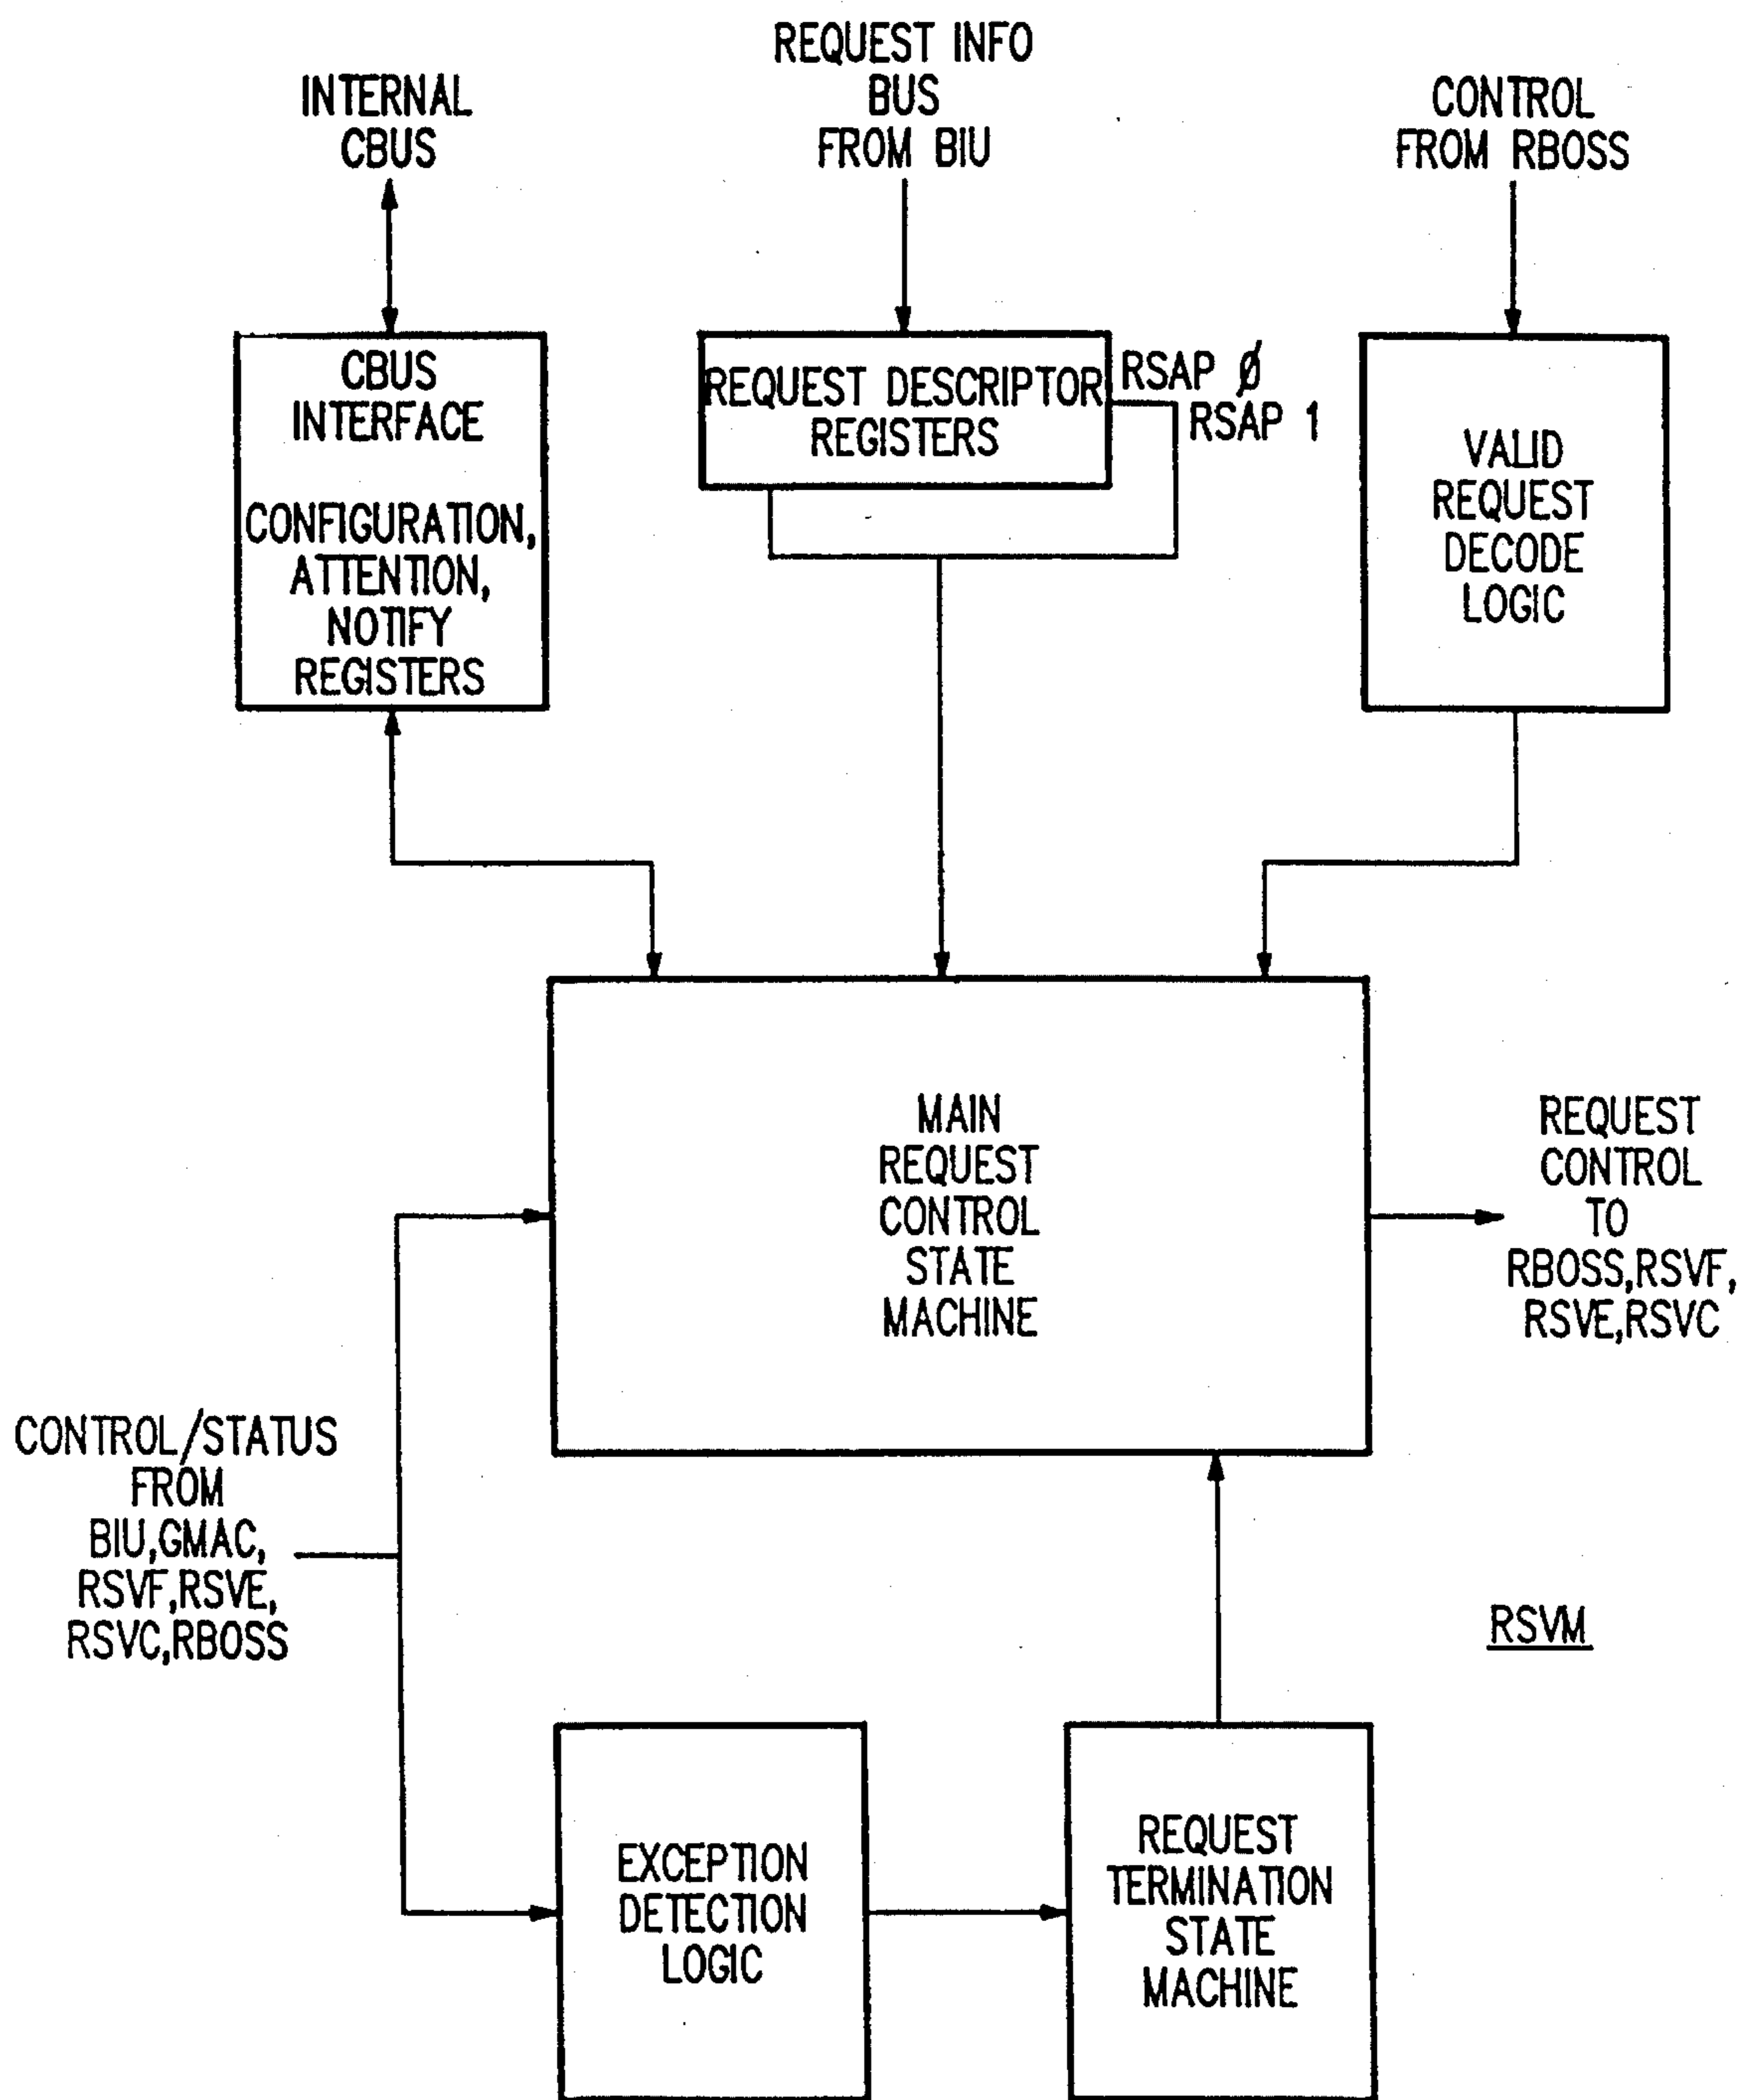 INTERNAL
CBUS
REQUEST INFO
BUS
FROM BIU
CONTROL
FROM RBOSS
CBUS
INTERFACE
CONFIGURATION,
ATTENTION,
NOTIFY
REGISTERS
REQUEST DESCRIPTOR
REGISTERS
RSAP Ø
RSAP 1
VALID
REQUEST
DECODE
LOGIC
MAIN
REQUEST
CONTROL
STATE
MACHINE
REQUEST
CONTROL
TO
RBOSS,RSVF,
RSVE,RSVC
CONTROL/STATUS
FROM
BIU,GMAC,
RSVF,RSVE,
RSVC,RBOSS
RSVM
EXCEPTION
DETECTION
LOGIC
REQUEST
TERMINATION
STATE
MACHINE